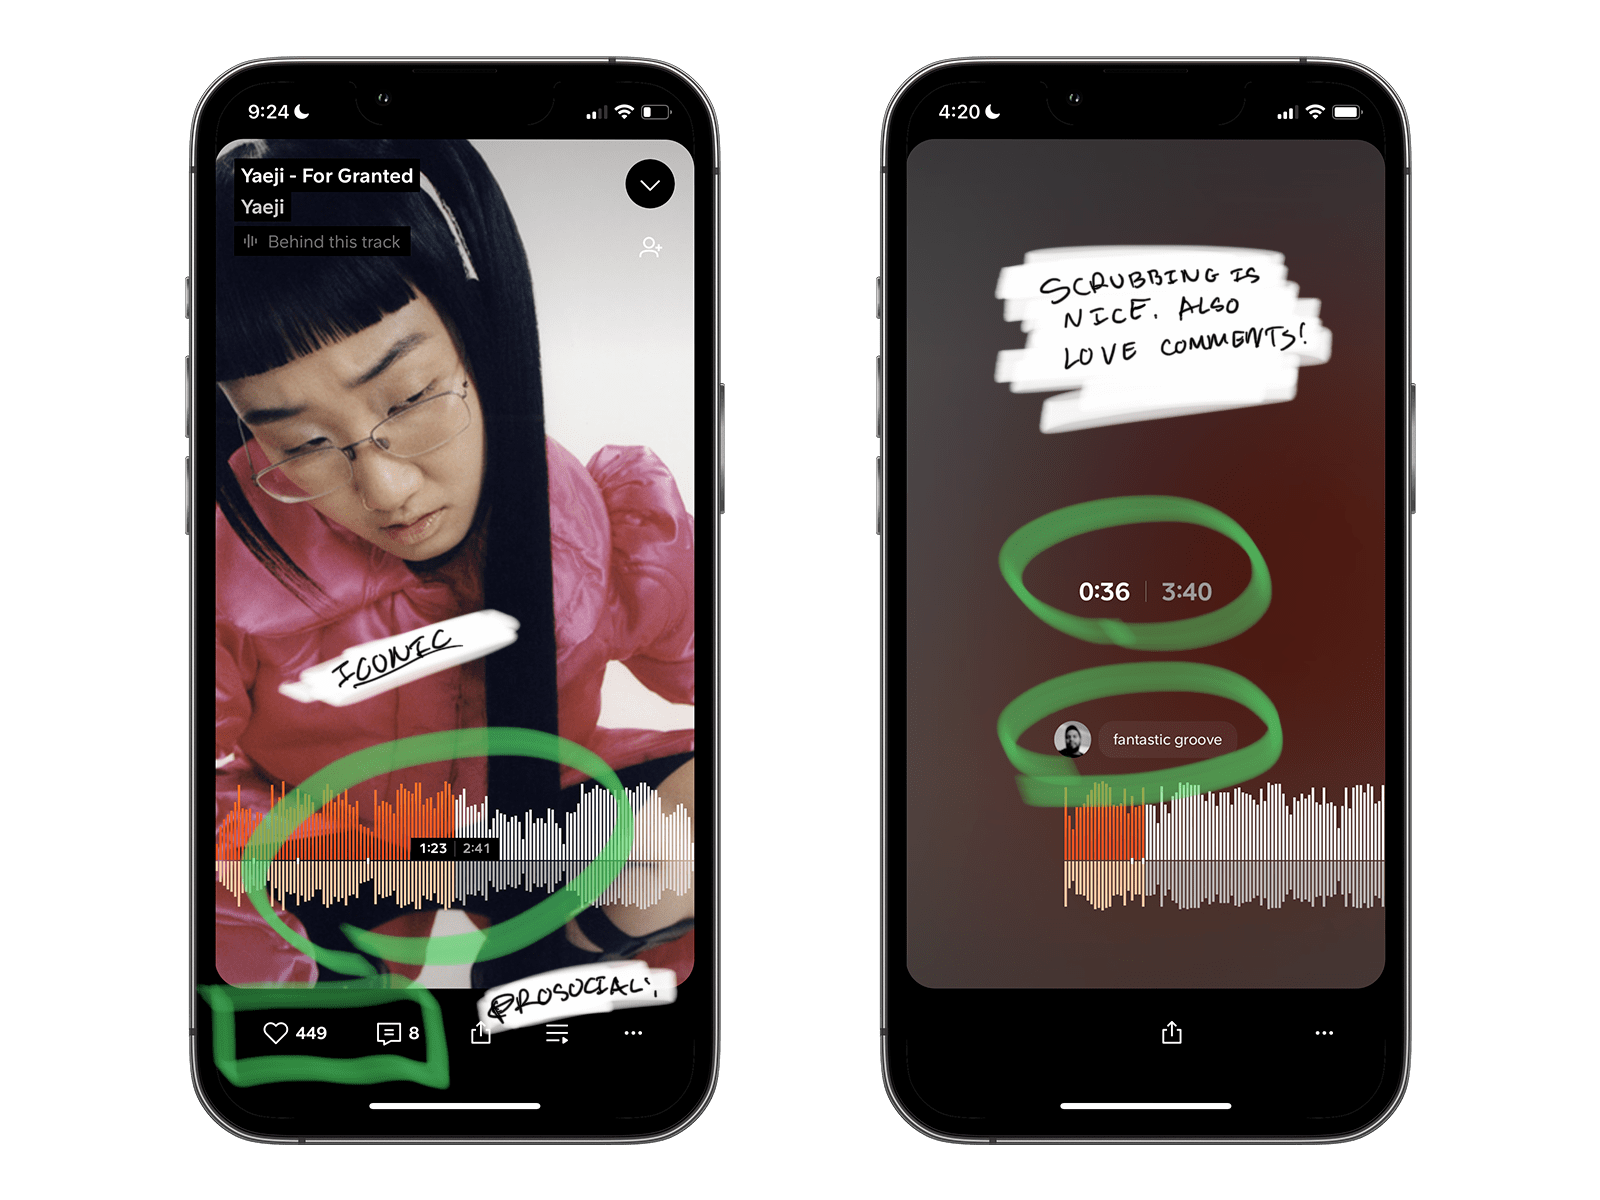 9:24
Yaeji - For Granted
Yaeji
Behind this track
ICONIC
1:23 | 2:41
PROSOCIAL!
449
8
4:20
SCRUBBING IS
NICE. ALSO
LOVE COMMENTS!
0:36 | 3:40
fantastic groove